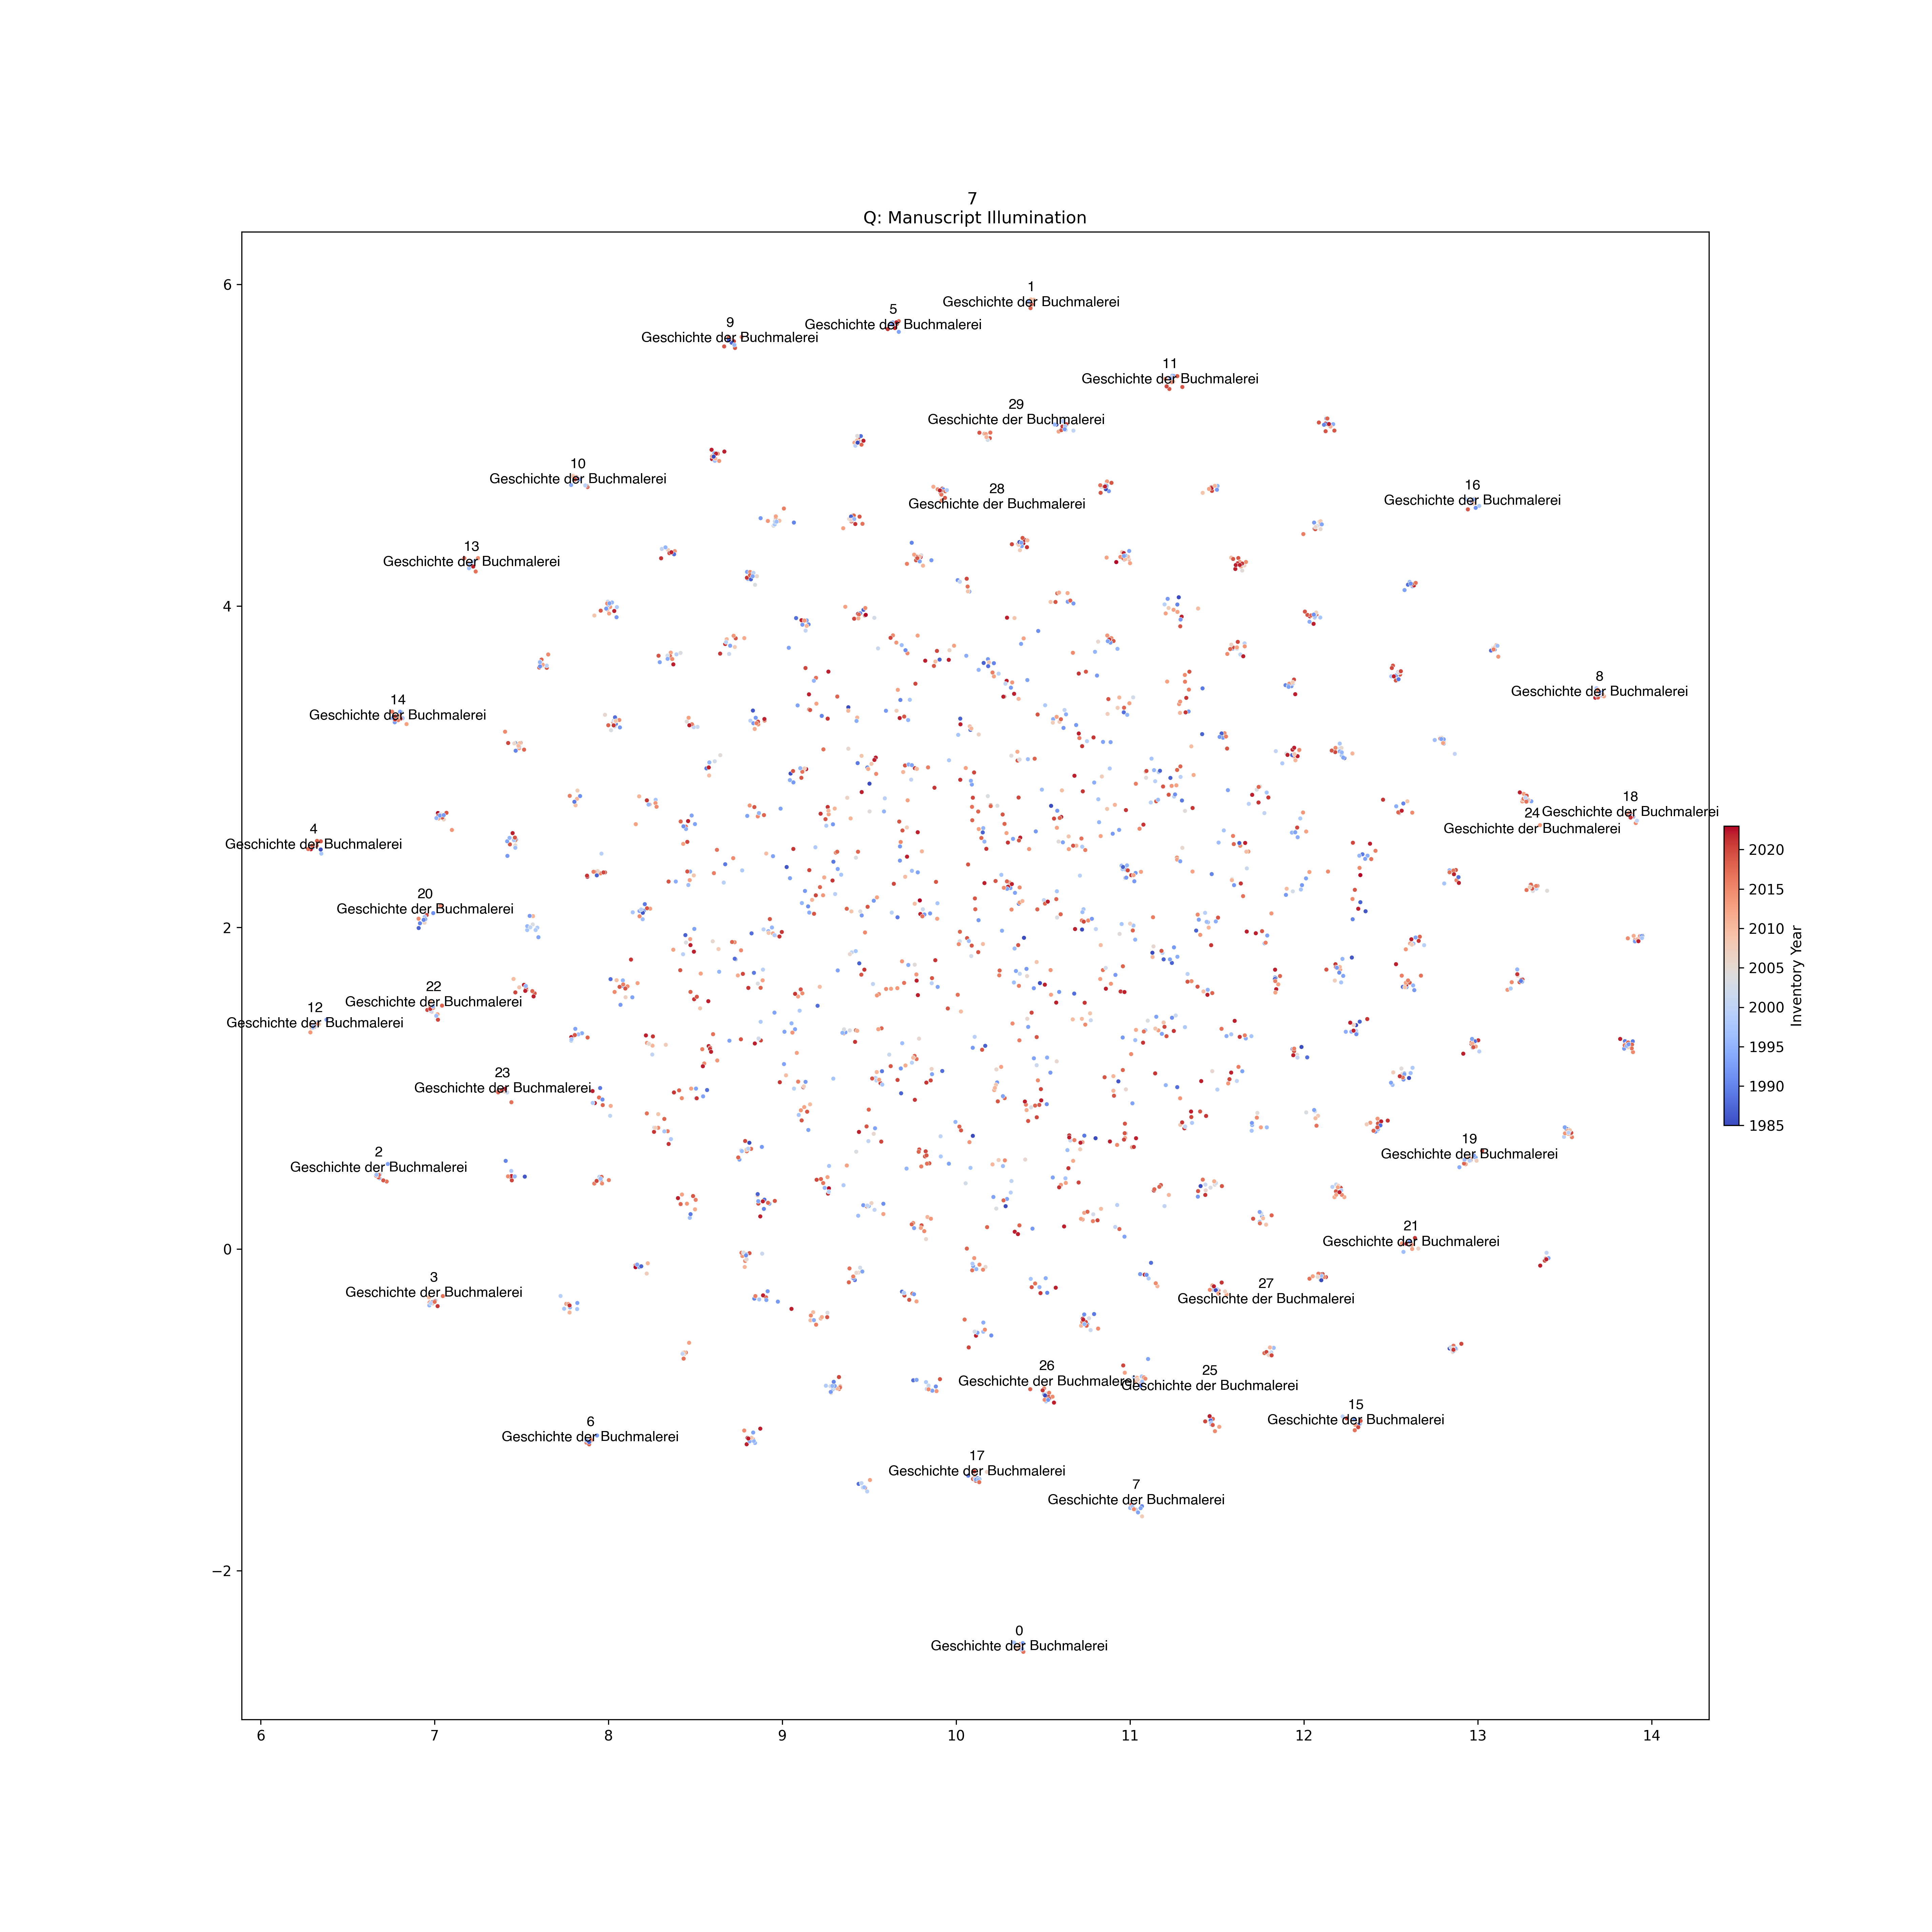 7
Q: Manuscript Illumination
6
4
2
0
−2
1
Geschichte der Buchmalerei
5
Geschichte der Buchmalerei
9
Geschichte der Buchmalerei
11
Geschichte der Buchmalerei
29
Geschichte der Buchmalerei
10
Geschichte der Buchmalerei
28
Geschichte der Buchmalerei
16
Geschichte der Buchmalerei
13
Geschichte der Buchmalerei
8
Geschichte der Buchmalerei
14
Geschichte der Buchmalerei
18
Geschichte der Buchmalerei
24
Geschichte der Buchmalerei
4
Geschichte der Buchmalerei
20
Geschichte der Buchmalerei
22
Geschichte der Buchmalerei
12
Geschichte der Buchmalerei
23
Geschichte der Buchmalerei
19
Geschichte der Buchmalerei
2
Geschichte der Buchmalerei
21
Geschichte der Buchmalerei
3
Geschichte der Buchmalerei
27
Geschichte der Buchmalerei
26
Geschichte der Buchmalerei
25
Geschichte der Buchmalerei
15
Geschichte der Buchmalerei
6
Geschichte der Buchmalerei
17
Geschichte der Buchmalerei
7
Geschichte der Buchmalerei
0
Geschichte der Buchmalerei
6 7 8 9 10 11 12 13 14
2020
2015
2010
2005
2000
1995
1990
1985
Inventory Year